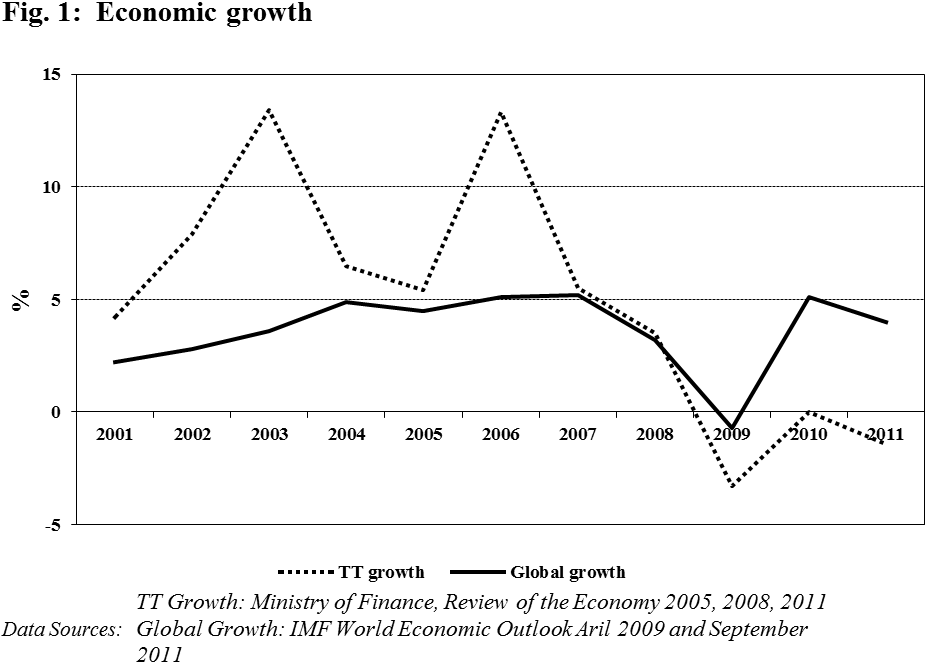 Fig. 1: Economic growth
15
10
5
0
-5
%
2001 2002 2003 2004 2005 2006 2007 2008 2009 2010 2011
TT growth Global growth
TT Growth: Ministry of Finance, Review of the Economy 2005, 2008, 2011
Data Sources: Global Growth: IMF World Economic Outlook Aril 2009 and September
2011